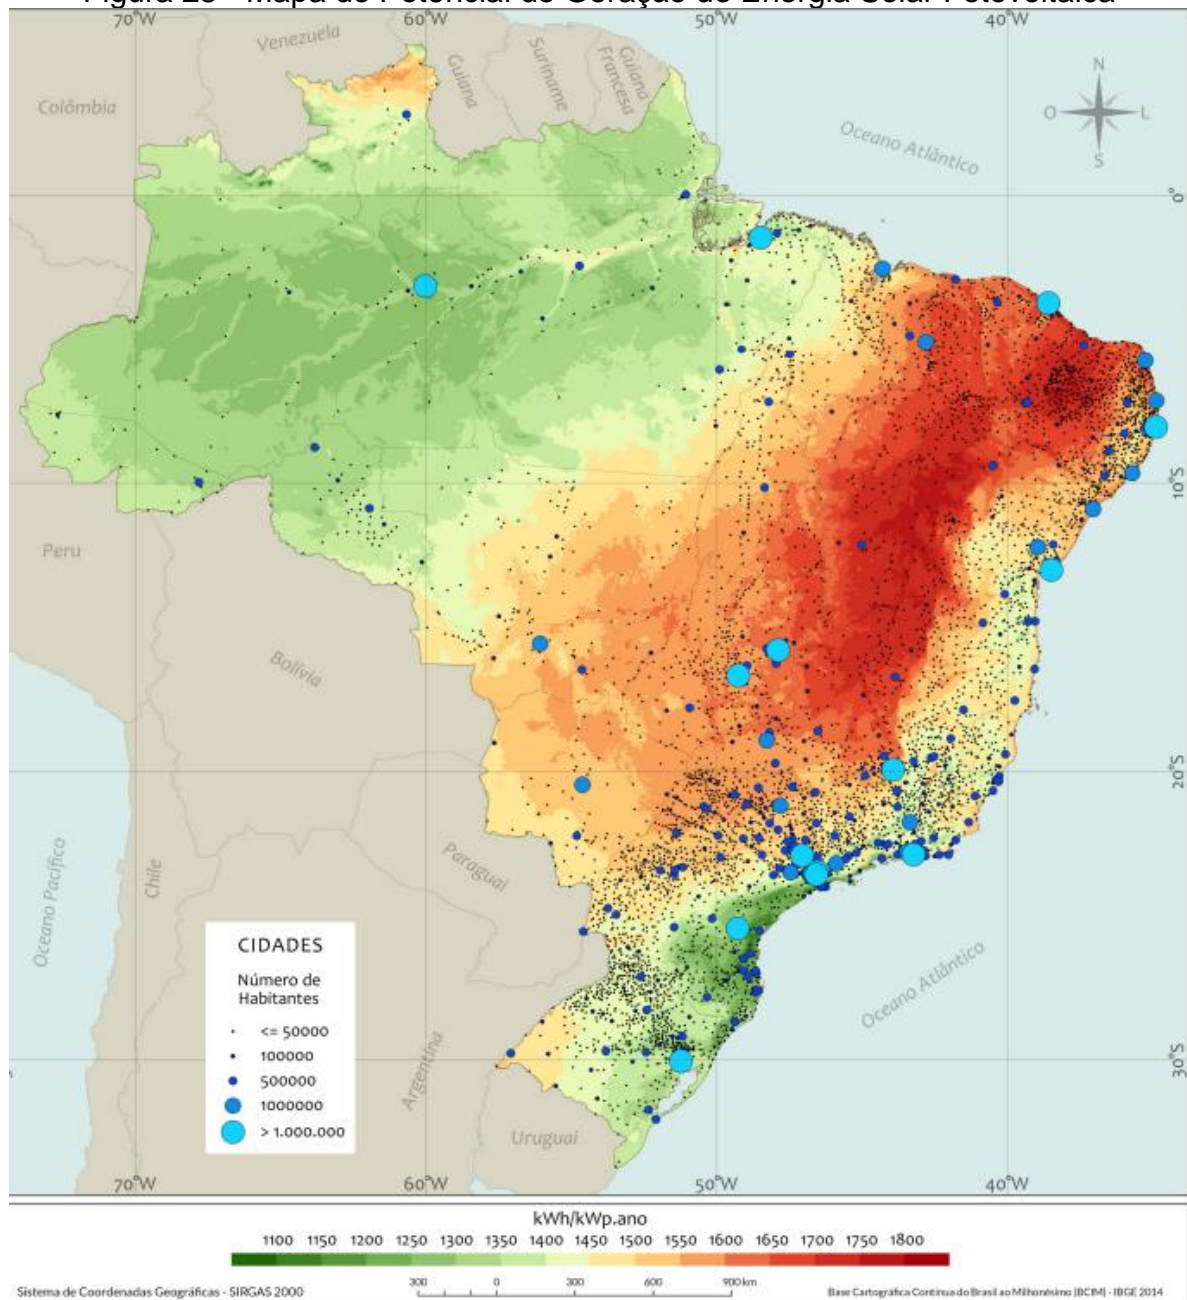 Figura 28 - Mapa do Potencial de Geração de Energia Solar Fotovoltaica
70°W 60°W 50°W 40°W
Venezuela
Guiana
Suriname
Guiana
Francesa
Colômbia
N
O L
S
Oceano Atlântico
0°
10°S
Peru
Bolívia
20°S
Paraguai
Chile
Oceano Pacífico
Oceano Atlântico
Argentina
30°S
Uruguai
CIDADES
Número de
Habitantes
<= 50000
100000
500000
1000000
> 1.000.000
70°W 60°W 50°W 40°W
kWh/kWp.ano
1100 1150 1200 1250 1350 1400 1450 1500 1550 1600 1650 1700 1750 1800
300 0 300 600 900 km
Sistema de Coordenadas Geográficas - SIRGAS 2000
Base Cartográfica Contínua do Brasil ao Milhonésimo (BCIM) - IBGE 2014